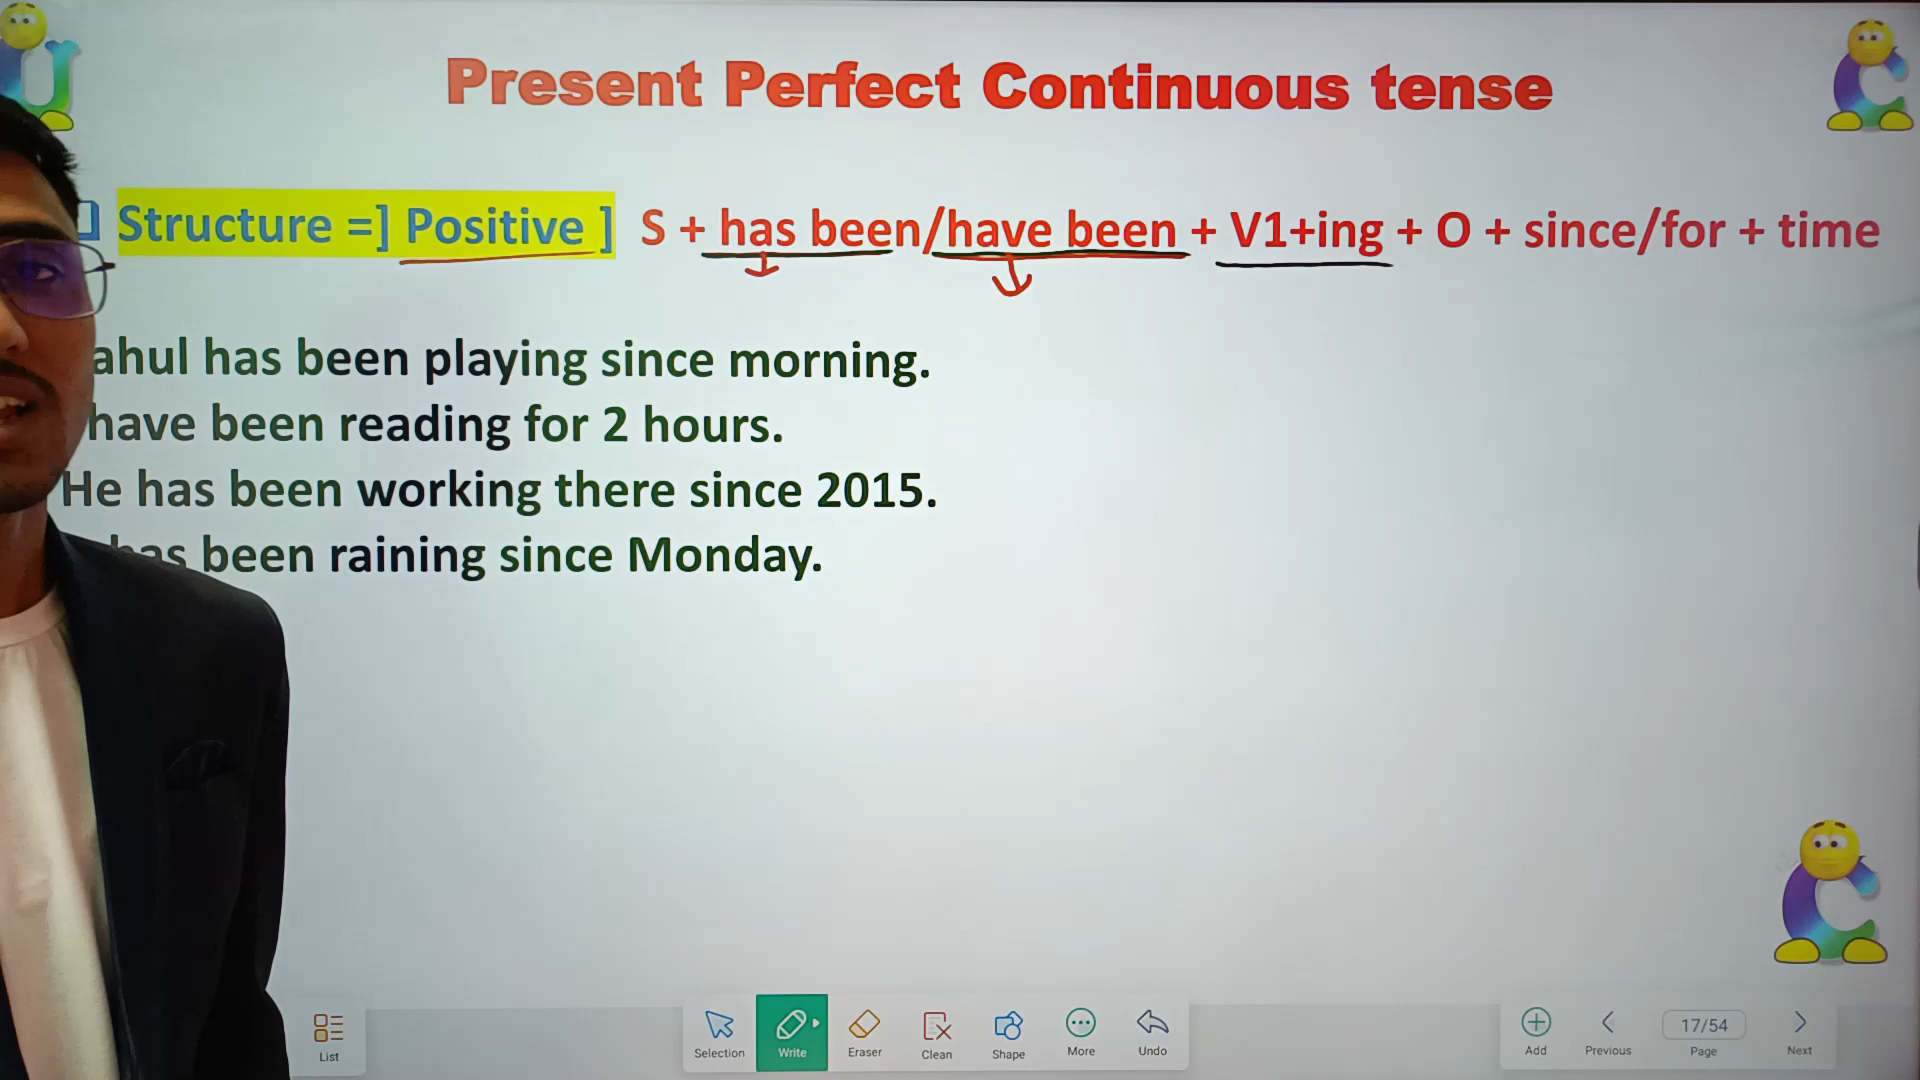 Present Perfect Continuous tense
Structure =] Positive ] S + has been/have been + V1+ing + O + since/for + time
ahul has been playing since morning.
have been reading for 2 hours.
He has been working there since 2015.
has been raining since Monday.
List
Selection
Write
Eraser
Clean
Shape
More
Undo
Add
Previous
17/54
Page
Next